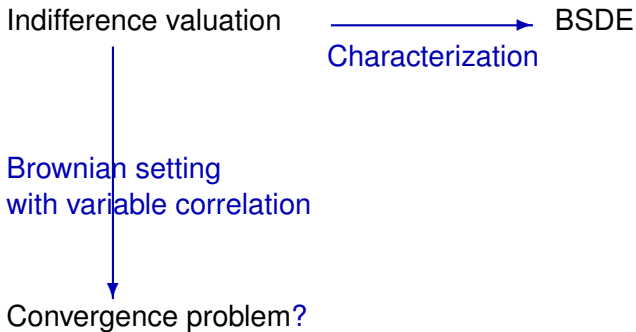 Indifference valuation
BSDE
Characterization
Brownian setting
with variable correlation
Convergence problem?